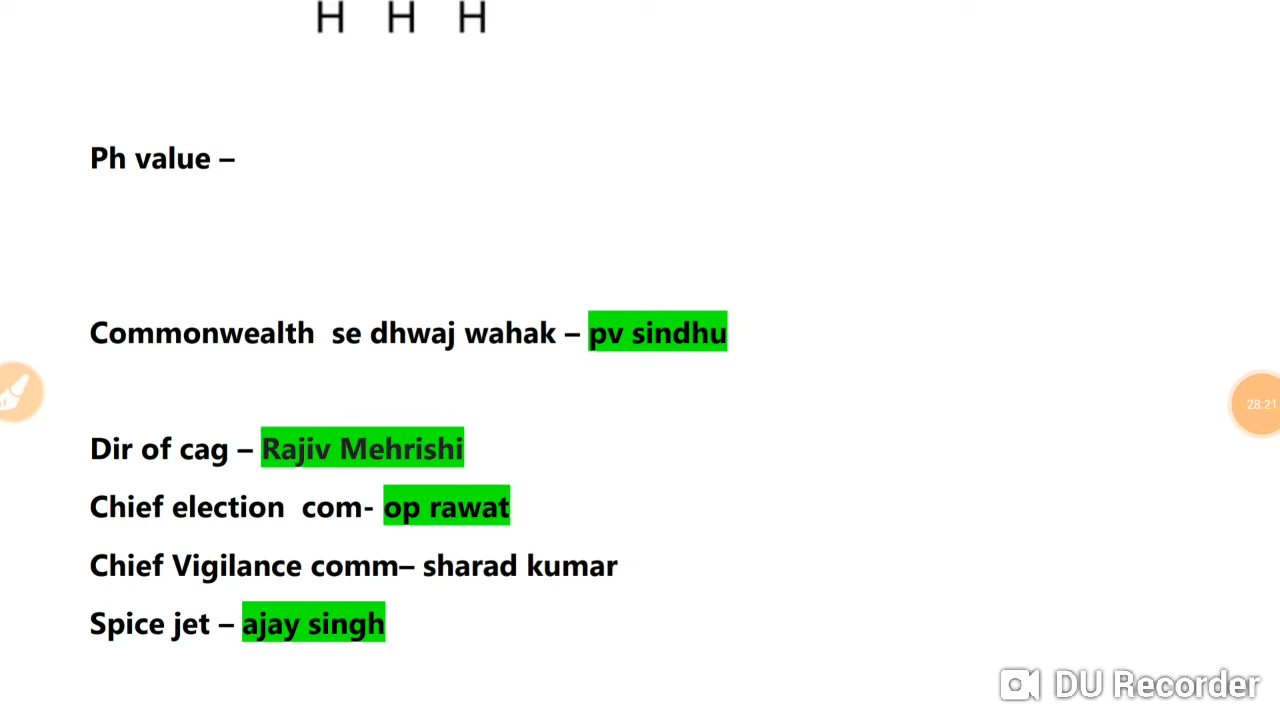 H H H
Ph value –
Commonwealth se dhwaj wahak – pv sindhu
Dir of cag – Rajiv Mehrishi
28:21
Chief election com- op rawat
Chief Vigilance comm– sharad kumar
Spice jet – ajay singh
DU Recorder